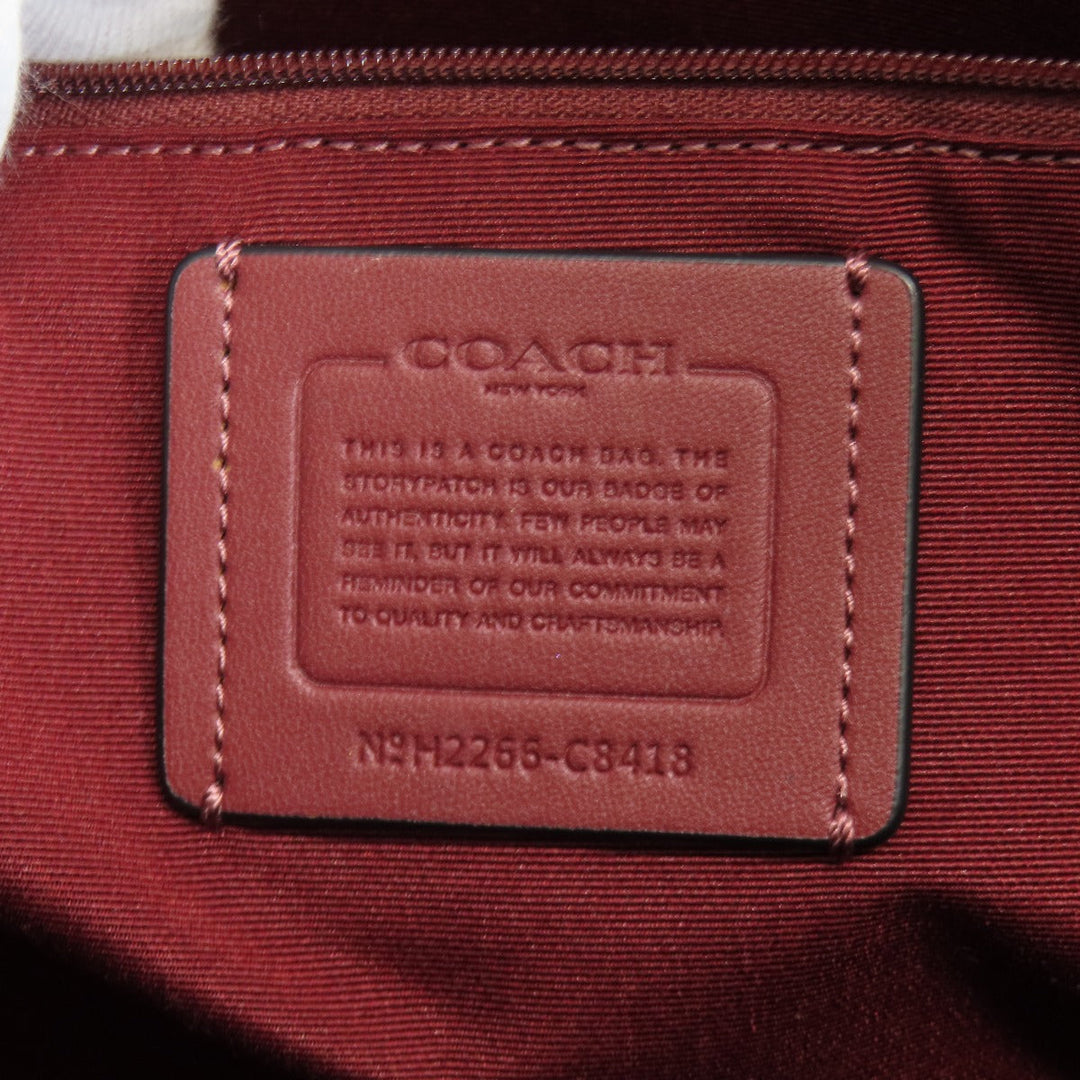 COACH
NEW YORK
THIS IS A COACH BAG. THE
STORYPATCH IS OUR BADGE OF
AUTHENTICITY. FEW PEOPLE MAY
SEE IT, BUT IT WILL ALWAYS BE A
REMINDER OF OUR COMMITMENT
TO QUALITY AND CRAFTSMANSHIP.
NºH2266-C8418